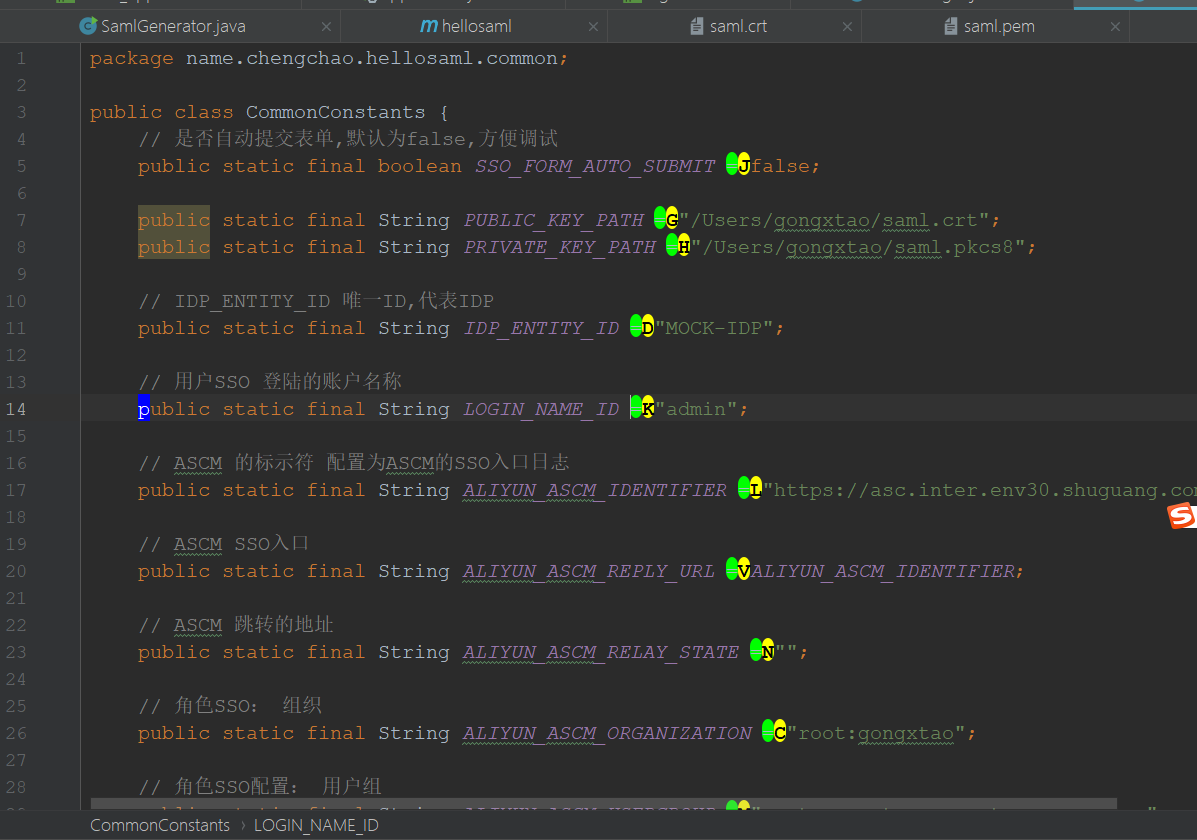 SamlGenerator.java
hellosaml
saml.crt
saml.pem
1 package name.chengchao.hellosaml.common;
2
3 public class CommonConstants {
4 // 是否自动提交表单,默认为false,方便调试
5 public static final boolean SSO_FORM_AUTO_SUBMIT =Jfalse;
6
7 public static final String PUBLIC_KEY_PATH =G"/Users/gongxtao/saml.crt";
8 public static final String PRIVATE_KEY_PATH =H"/Users/gongxtao/saml.pkcs8";
9
10 // IDP_ENTITY_ID 唯一ID,代表IDP
11 public static final String IDP_ENTITY_ID =D"MOCK-IDP";
12
13 // 用户SSO 登陆的账户名称
14 public static final String LOGIN_NAME_ID =K"admin";
15
16 // ASCM 的标示符 配置为ASCM的SSO入口日志
17 public static final String ALIYUN_ASCM_IDENTIFIER =L"https://asc.inter.env30.shuguang.co
18
19 // ASCM SSO入口
20 public static final String ALIYUN_ASCM_REPLY_URL =VALIYUN_ASCM_IDENTIFIER;
21
22 // ASCM 跳转的地址
23 public static final String ALIYUN_ASCM_RELAY_STATE =N"";
24
25 // 角色SSO： 组织
26 public static final String ALIYUN_ASCM_ORGANIZATION =C"root:gongxtao";
27
28 // 角色SSO配置： 用户组
CommonConstants › LOGIN_NAME_ID